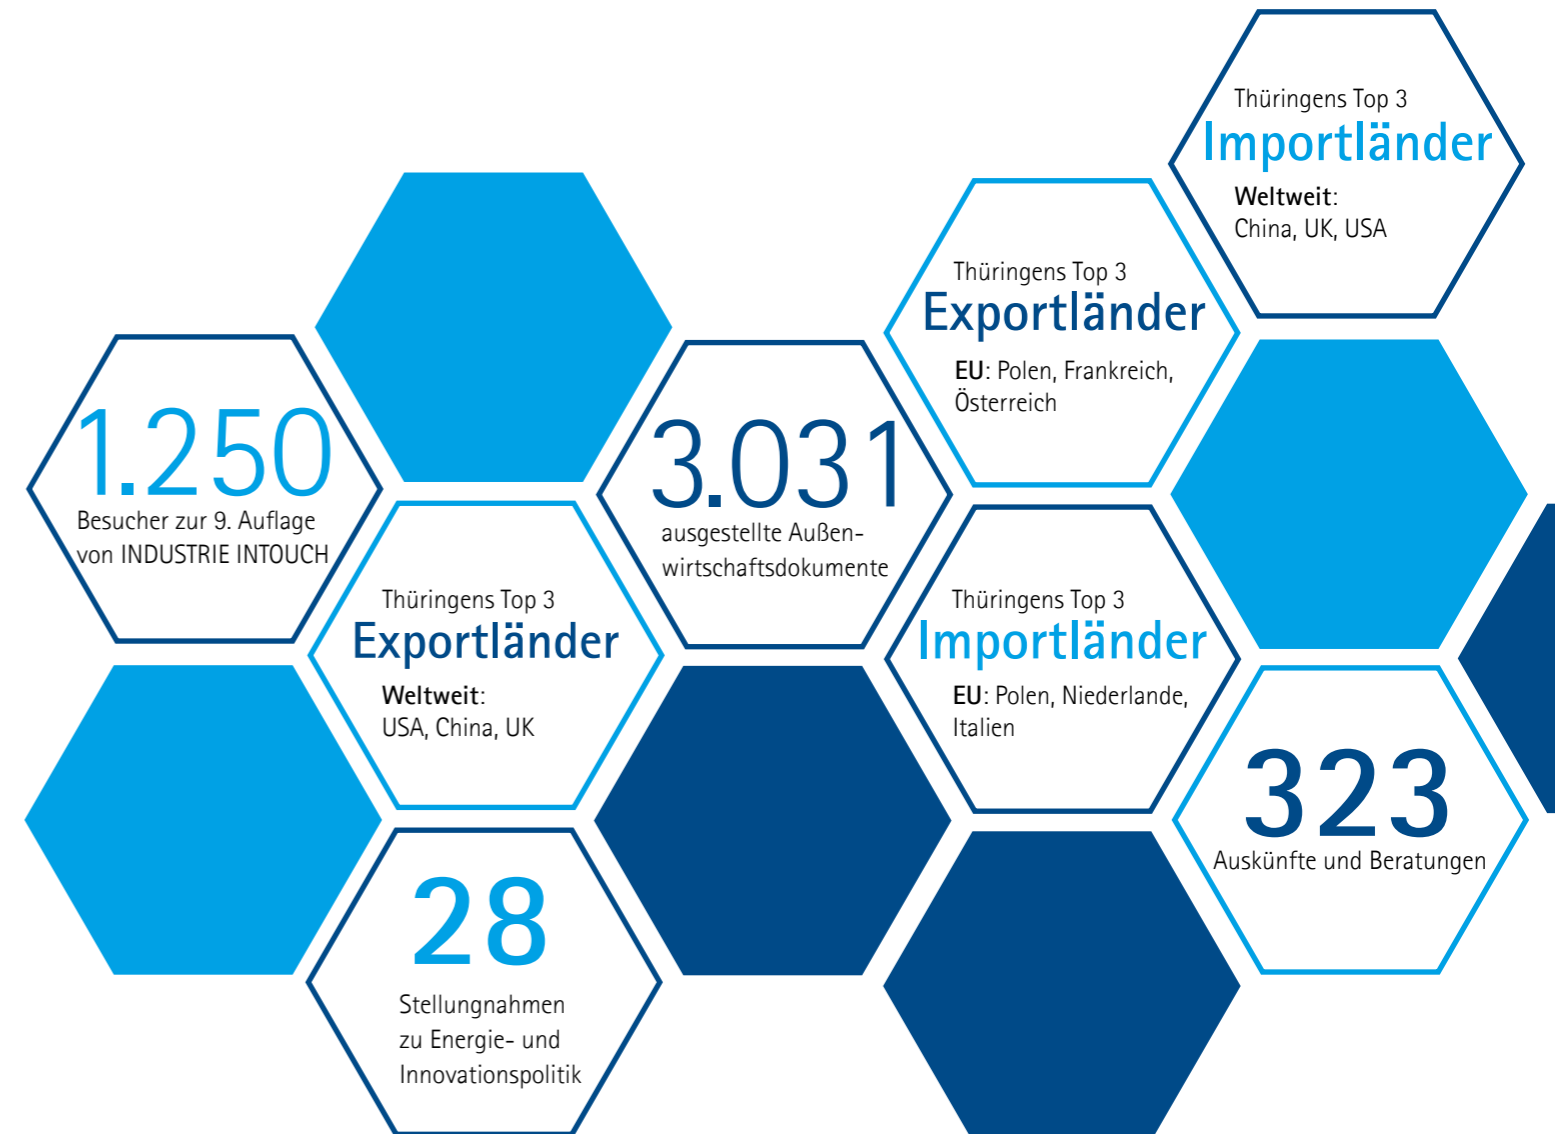 Thüringens Top 3
Importländer
Weltweit:
China, UK, USA
Thüringens Top 3
Exportländer
EU: Polen, Frankreich,
Österreich
1.250
Besucher zur 9. Auflage
von INDUSTRIE INTOUCH
3.031
ausgestellte Außen-
wirtschaftsdokumente
Thüringens Top 3
Exportländer
Weltweit:
USA, China, UK
Thüringens Top 3
Importländer
EU: Polen, Niederlande,
Italien
323
Auskünfte und Beratungen
28
Stellungnahmen
zu Energie- und
Innovationspolitik